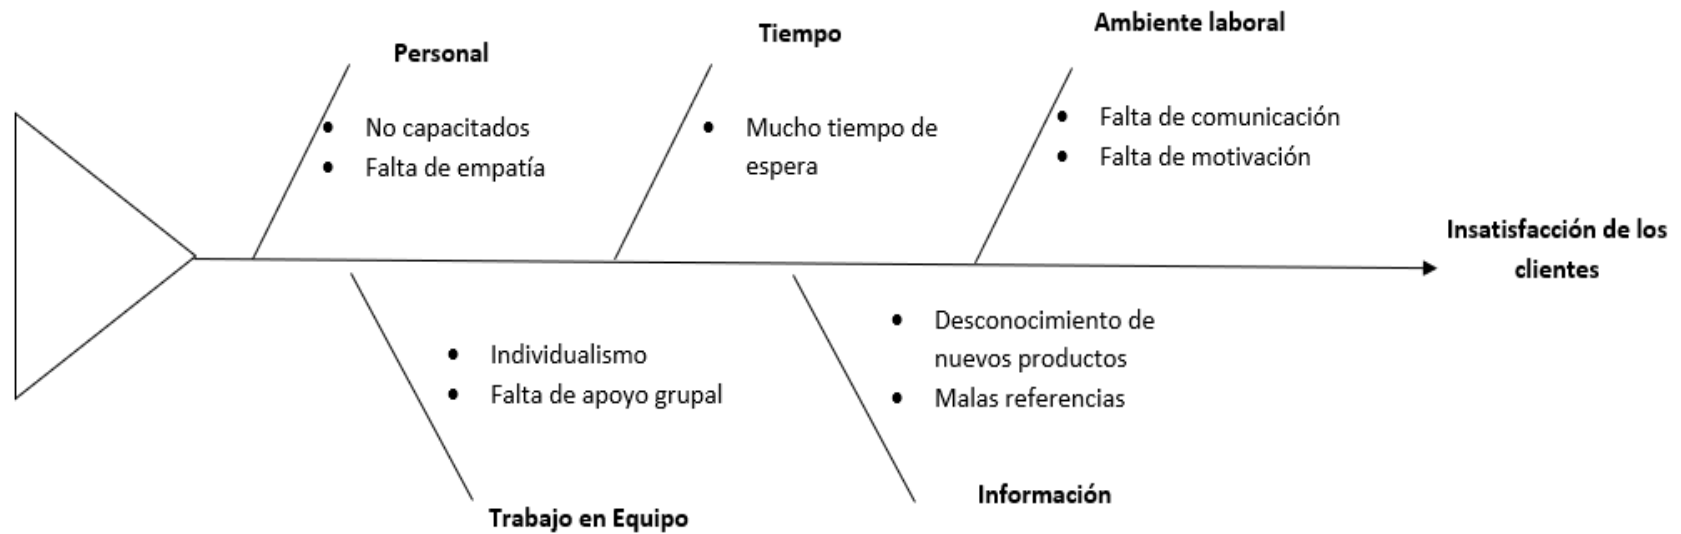 Personal
• No capacitados
• Falta de empatía
Tiempo
• Mucho tiempo de
espera
Ambiente laboral
• Falta de comunicación
• Falta de motivación
Insatisfacción de los
clientes
• Individualismo
• Falta de apoyo grupal
Trabajo en Equipo
• Desconocimiento de
nuevos productos
• Malas referencias
Información